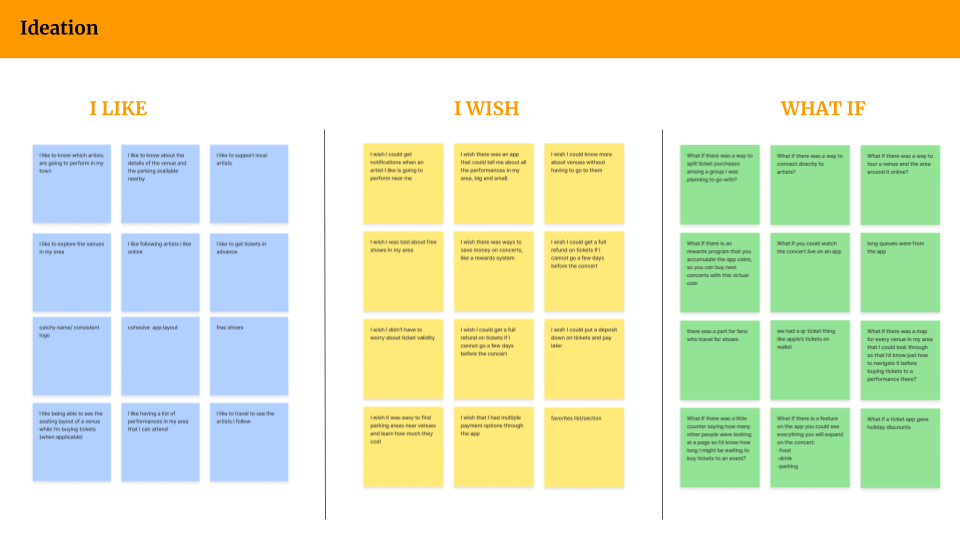 Ideation
I LIKE
I like to know which artists
are going to perform in my
town
I like to know about the
details of the venue and
the parking available
nearby
I like to support local
artists
I like to explore the venues
in my area
I like following artists I like
online
I like to get tickets in
advance
catchy name/ consistent
logo
cohesive app layout
free shows
I like being able to see the
seating layout of a venue
while I'm buying tickets
(when applicable)
I like having a list of
performances in my area
that I can attend
I like to travel to see the
artists I follow
I WISH
I wish I could get
notifications when an
artist I like is going to
perform near me
I wish there was an app
that could tell me about all
the performances in my
area, big and small.
I wish I could know more
about venues without
having to go to them
I wish I was told about free
shows in my area
I wish there was ways to
save money on concerts,
like a rewards system.
I wish I could get a full
refund on tickets if I
cannot go a few days
before the concert
I wish I didn't have to
worry about ticket validity
I wish I could get a full
refund on tickets if I
cannot go a few days
before the concert
I wish I could put a deposit
down on tickets and pay
later
I wish it was easy to find
parking areas near venues
and learn how much they
cost
I wish that I had multiple
payment options through
the app
favorites list/section
WHAT IF
What if there was a way to
split ticket purchases
among a group I was
planning to go with?
What if there was a way to
connect directly to
artists?
What if there was a way to
tour a venue and the area
around it online?
What if there is an
rewards program that you
accumulate the app coins,
so you can buy next
concerts with this virtual
coin
What if you could watch
the concert live on an app
long queues were from
the app
there was a part for fans
who travel for shows
we had a qr ticket thing
like apple's tickets on
wallet
What if there was a map
for every venue in my area
that I could look through
so that I'd know just how
to navigate it before
buying tickets to a
performance there?
What if there was a little
counter saying how many
other people were looking
at a page so I'd know how
long I might be waiting to
buy tickets to an event?
What if there is a feature
on the app you could see
everything you will expand
on the concert:
-food
-drink
-parking
What if a ticket app gave
holiday discounts